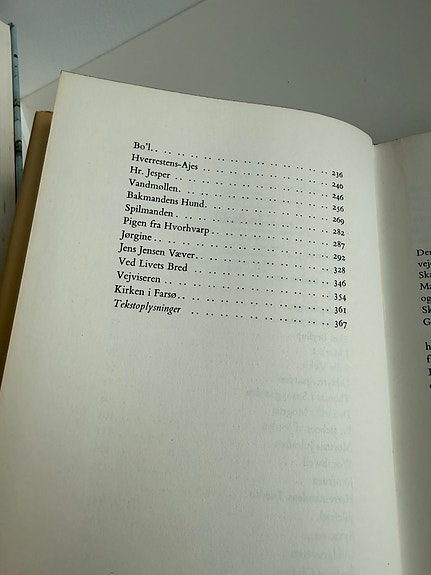 Bo'l. . . . . . . . . . . . . . . . 236
Hverrestens-Ajes . . . . . . . . . . . . 240
Hr. Jesper . . . . . . . . . . . . . . 246
Vandmøllen. . . . . . . . . . . . . . 256
Bakmandens Hund. . . . . . . . . . . 269
Spilmanden . . . . . . . . . . . . . . 282
Pigen fra Hvorhvarp . . . . . . . . . . 287
Jørgine. . . . . . . . . . . . . . . . 292
Jens Jensen Væver. . . . . . . . . . . . 328
Ved Livets Bred . . . . . . . . . . . . 346
Vejviseren . . . . . . . . . . . . . . 354
Kirken i Farsø. . . . . . . . . . . . . 361
Tekstoplysninger . . . . . . . . . . . . 367